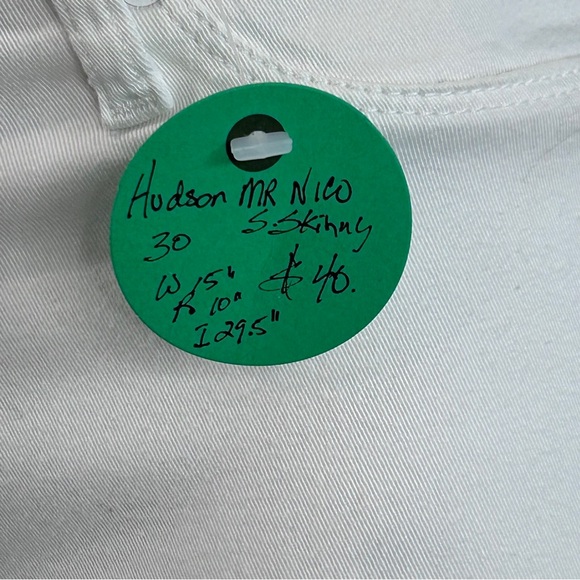 Hudson MR NICO
30 S.Skinny
W 15" $40.
R 10"
I 29.5"